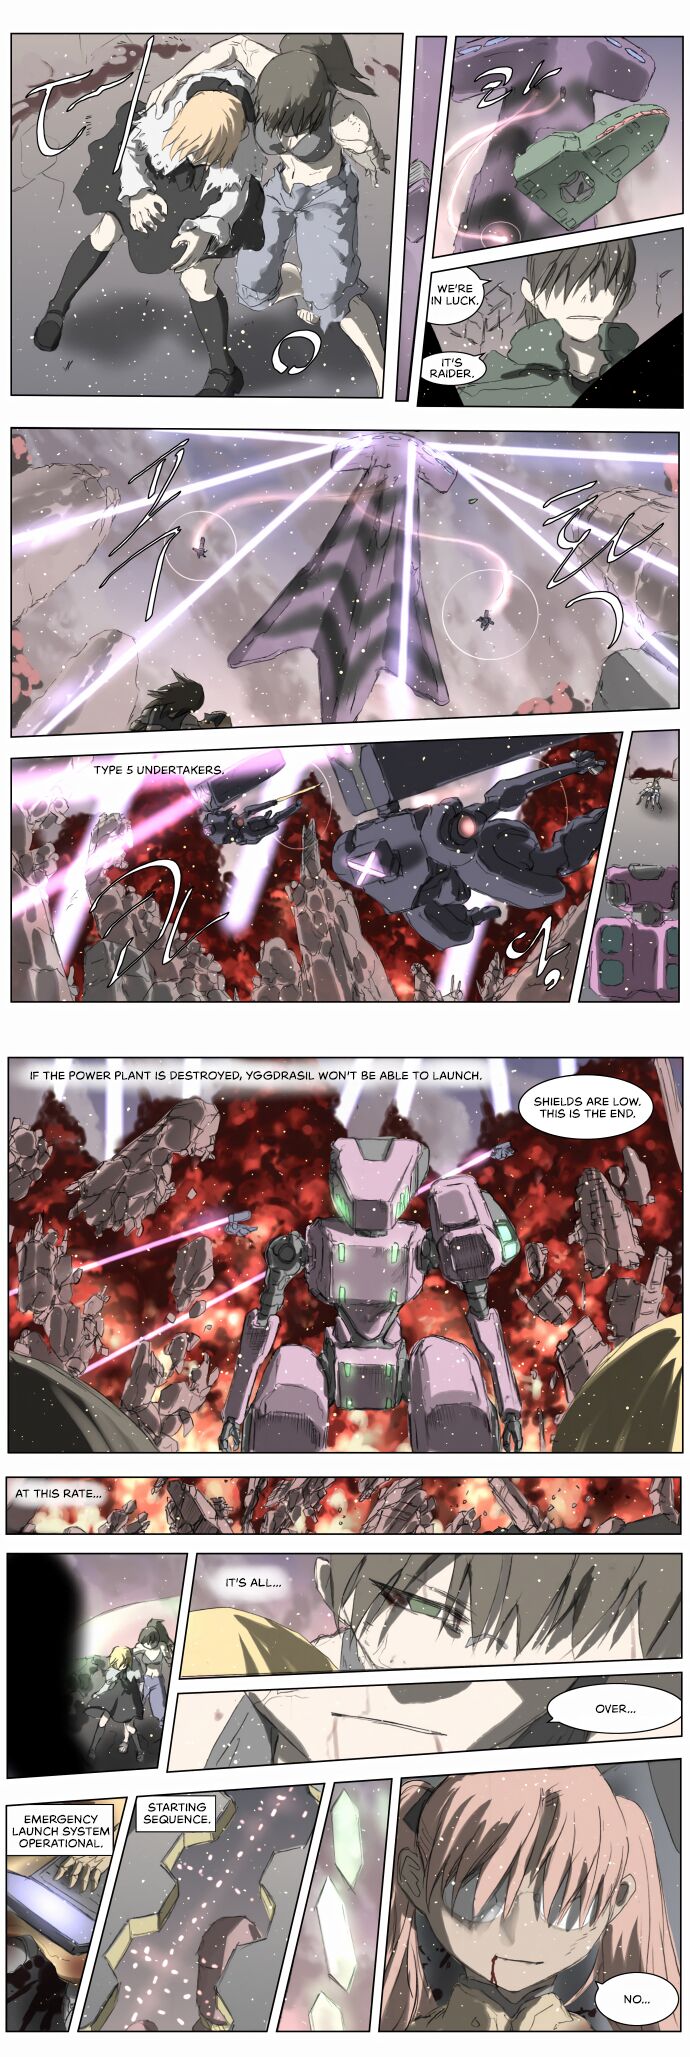 WE'RE
IN LUCK.
IT'S
RAIDER.
TYPE 5 UNDERTAKERS.
IF THE POWER PLANT IS DESTROYED, YGGDRASIL WON'T BE ABLE TO LAUNCH.
SHIELDS ARE LOW.
THIS IS THE END.
AT THIS RATE...
IT'S ALL...
OVER...
EMERGENCY
LAUNCH SYSTEM
OPERATIONAL.
STARTING
SEQUENCE.
NO...